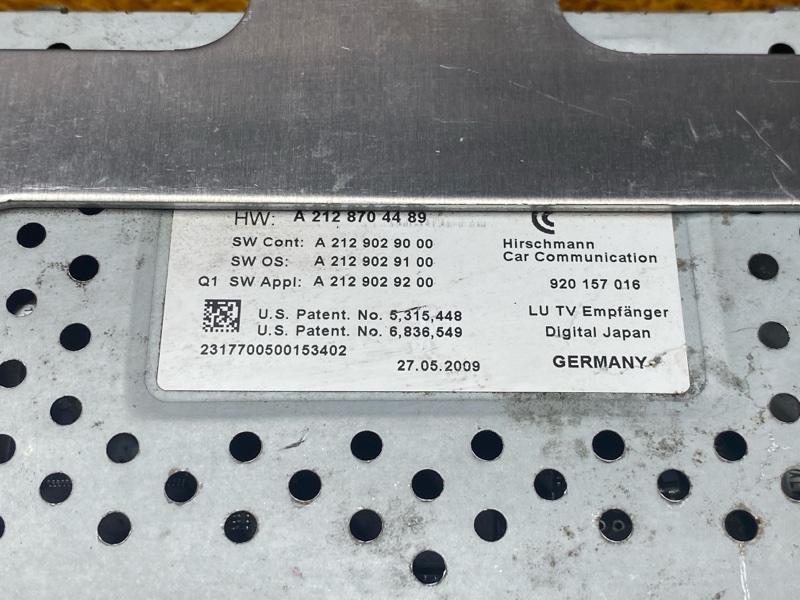 HW: A 212 870 44 89
SW Cont: A 212 902 90 00
SW OS: A 212 902 91 00
Q1 SW Appl: A 212 902 92 00
U.S. Patent. No. 5,315,448
U.S. Patent. No. 6,836,549
2317700500153402
27.05.2009
Hirschmann
Car Communication
920 157 016
LU TV Empfänger
Digital Japan
GERMANY